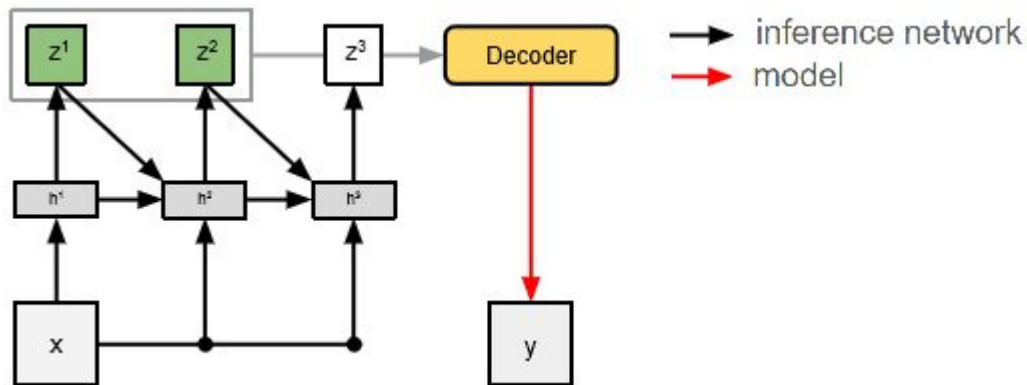 z¹ z² z³ Decoder
inference network
model
h¹ h² h³
x y